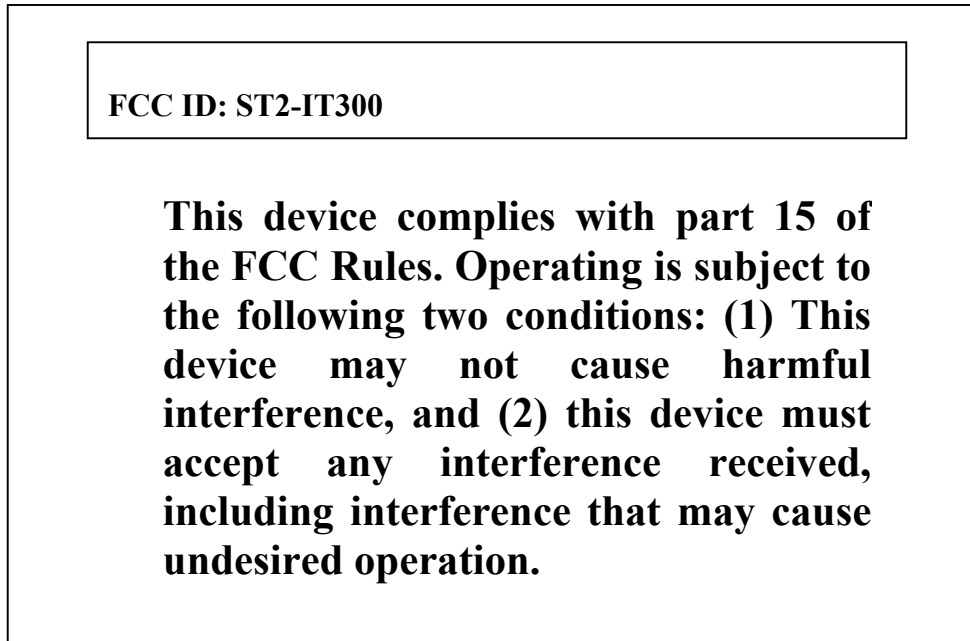 FCC ID: ST2-IT300
This device complies with part 15 of
the FCC Rules. Operating is subject to
the following two conditions: (1) This
device may not cause harmful
interference, and (2) this device must
accept any interference received,
including interference that may cause
undesired operation.